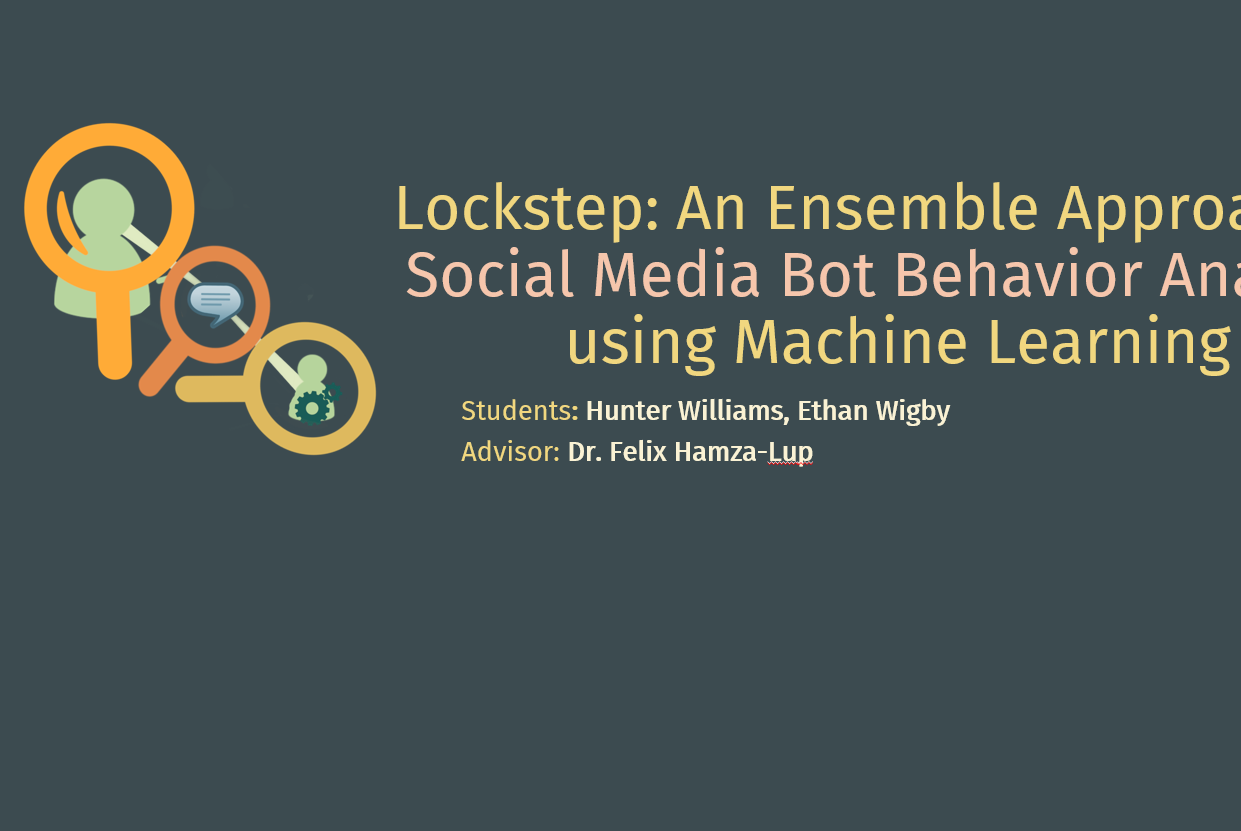 Lockstep: An Ensemble Approa
Social Media Bot Behavior Ana
using Machine Learning
Students: Hunter Williams, Ethan Wigby
Advisor: Dr. Felix Hamza-Lup